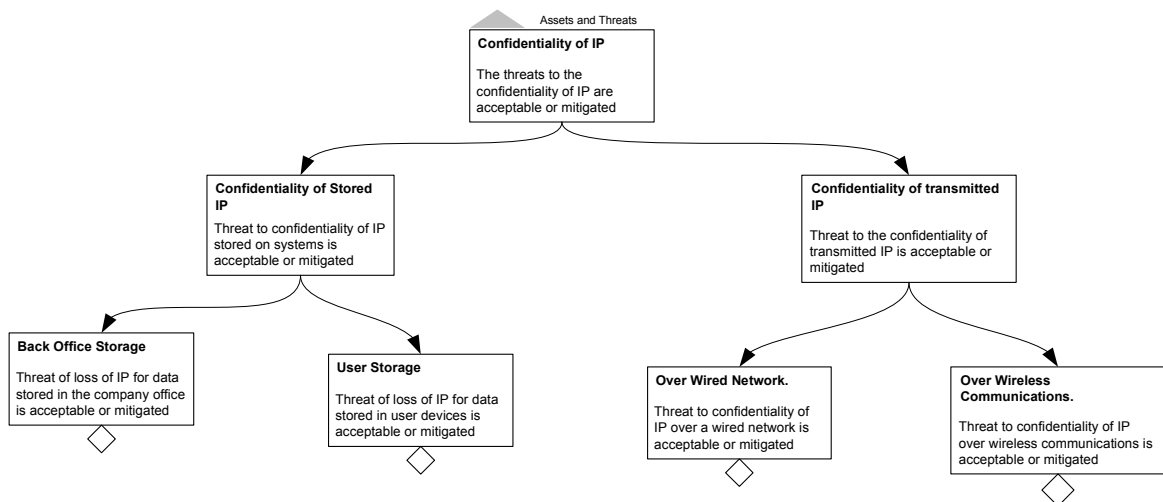 Assets and Threats
Confidentiality of IP
The threats to the
confidentiality of IP are
acceptable or mitigated
Confidentiality of Stored
IP
Threat to confidentiality of IP
stored on systems is
acceptable or mitigated
Confidentiality of transmitted
IP
Threat to the confidentiality of
transmitted IP is acceptable or
mitigated
Back Office Storage
Threat of loss of IP for data
stored in the company office
is acceptable or mitigated
User Storage
Threat of loss of IP for data
stored in user devices is
acceptable or mitigated
Over Wired Network.
Threat to confidentiality of
IP over a wired network is
acceptable or mitigated
Over Wireless
Communications.
Threat to confidentiality of IP
over wireless communications is
acceptable or mitigated